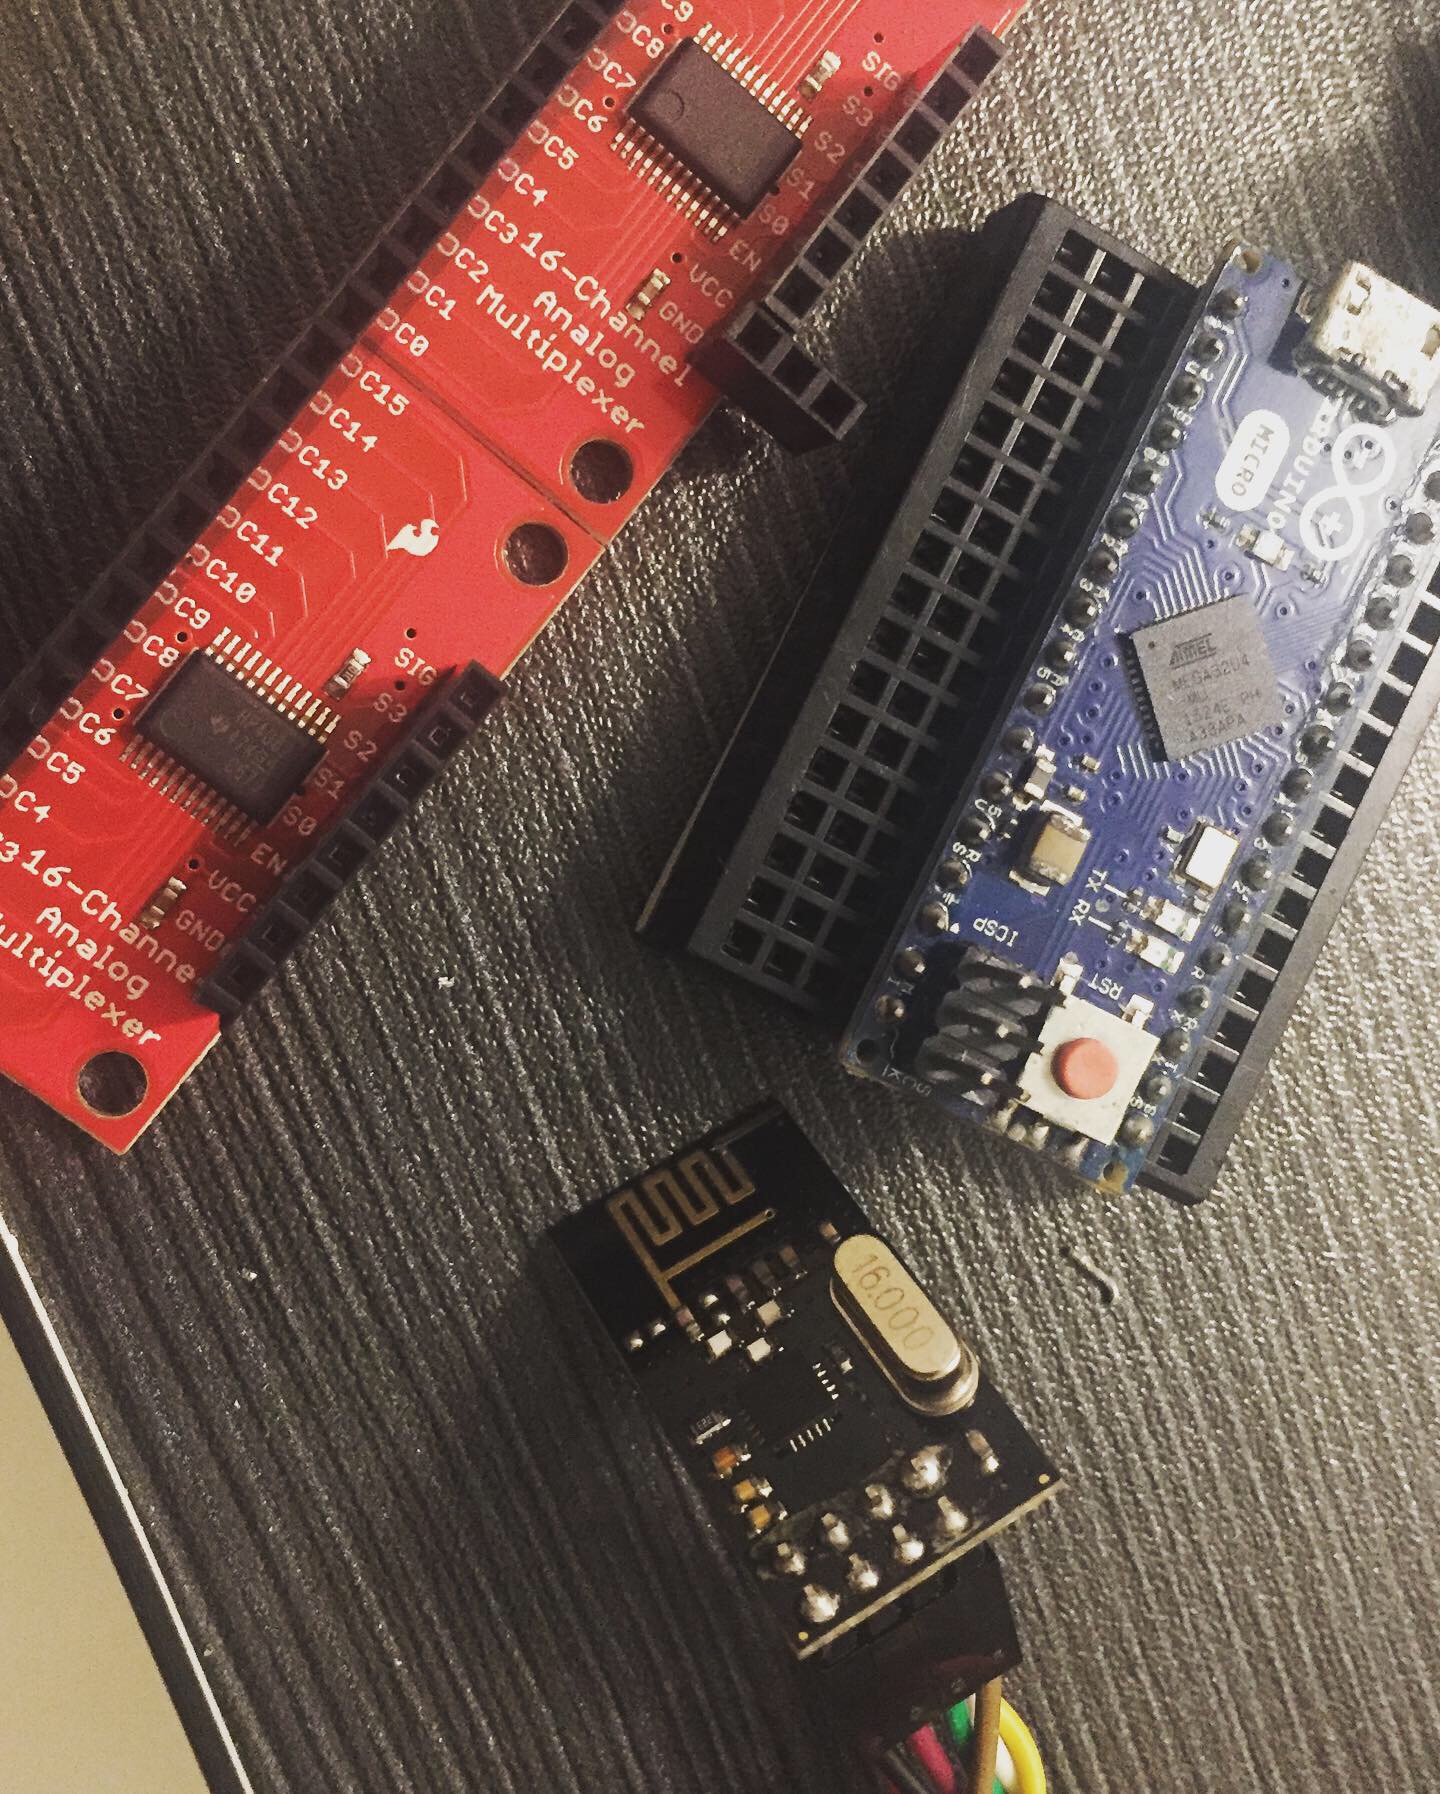 C9
C8
C7
C6
C5
C4
C3
C2
C1
C0
SIG
S3
S2
S1
S0
EN
VCC
GND
16-Channel
Analog
Multiplexer
C15
C14
C13
C12
C11
C10
C9
C8
C7
C6
C5
C4
SIG
S3
S2
S1
S0
EN
VCC
GND
16-Channe
Analog
ultiplexer
MICRO
ARDUINO
ATMEL
MEGA32U4
TX
RX
ICSP
RST
16.000